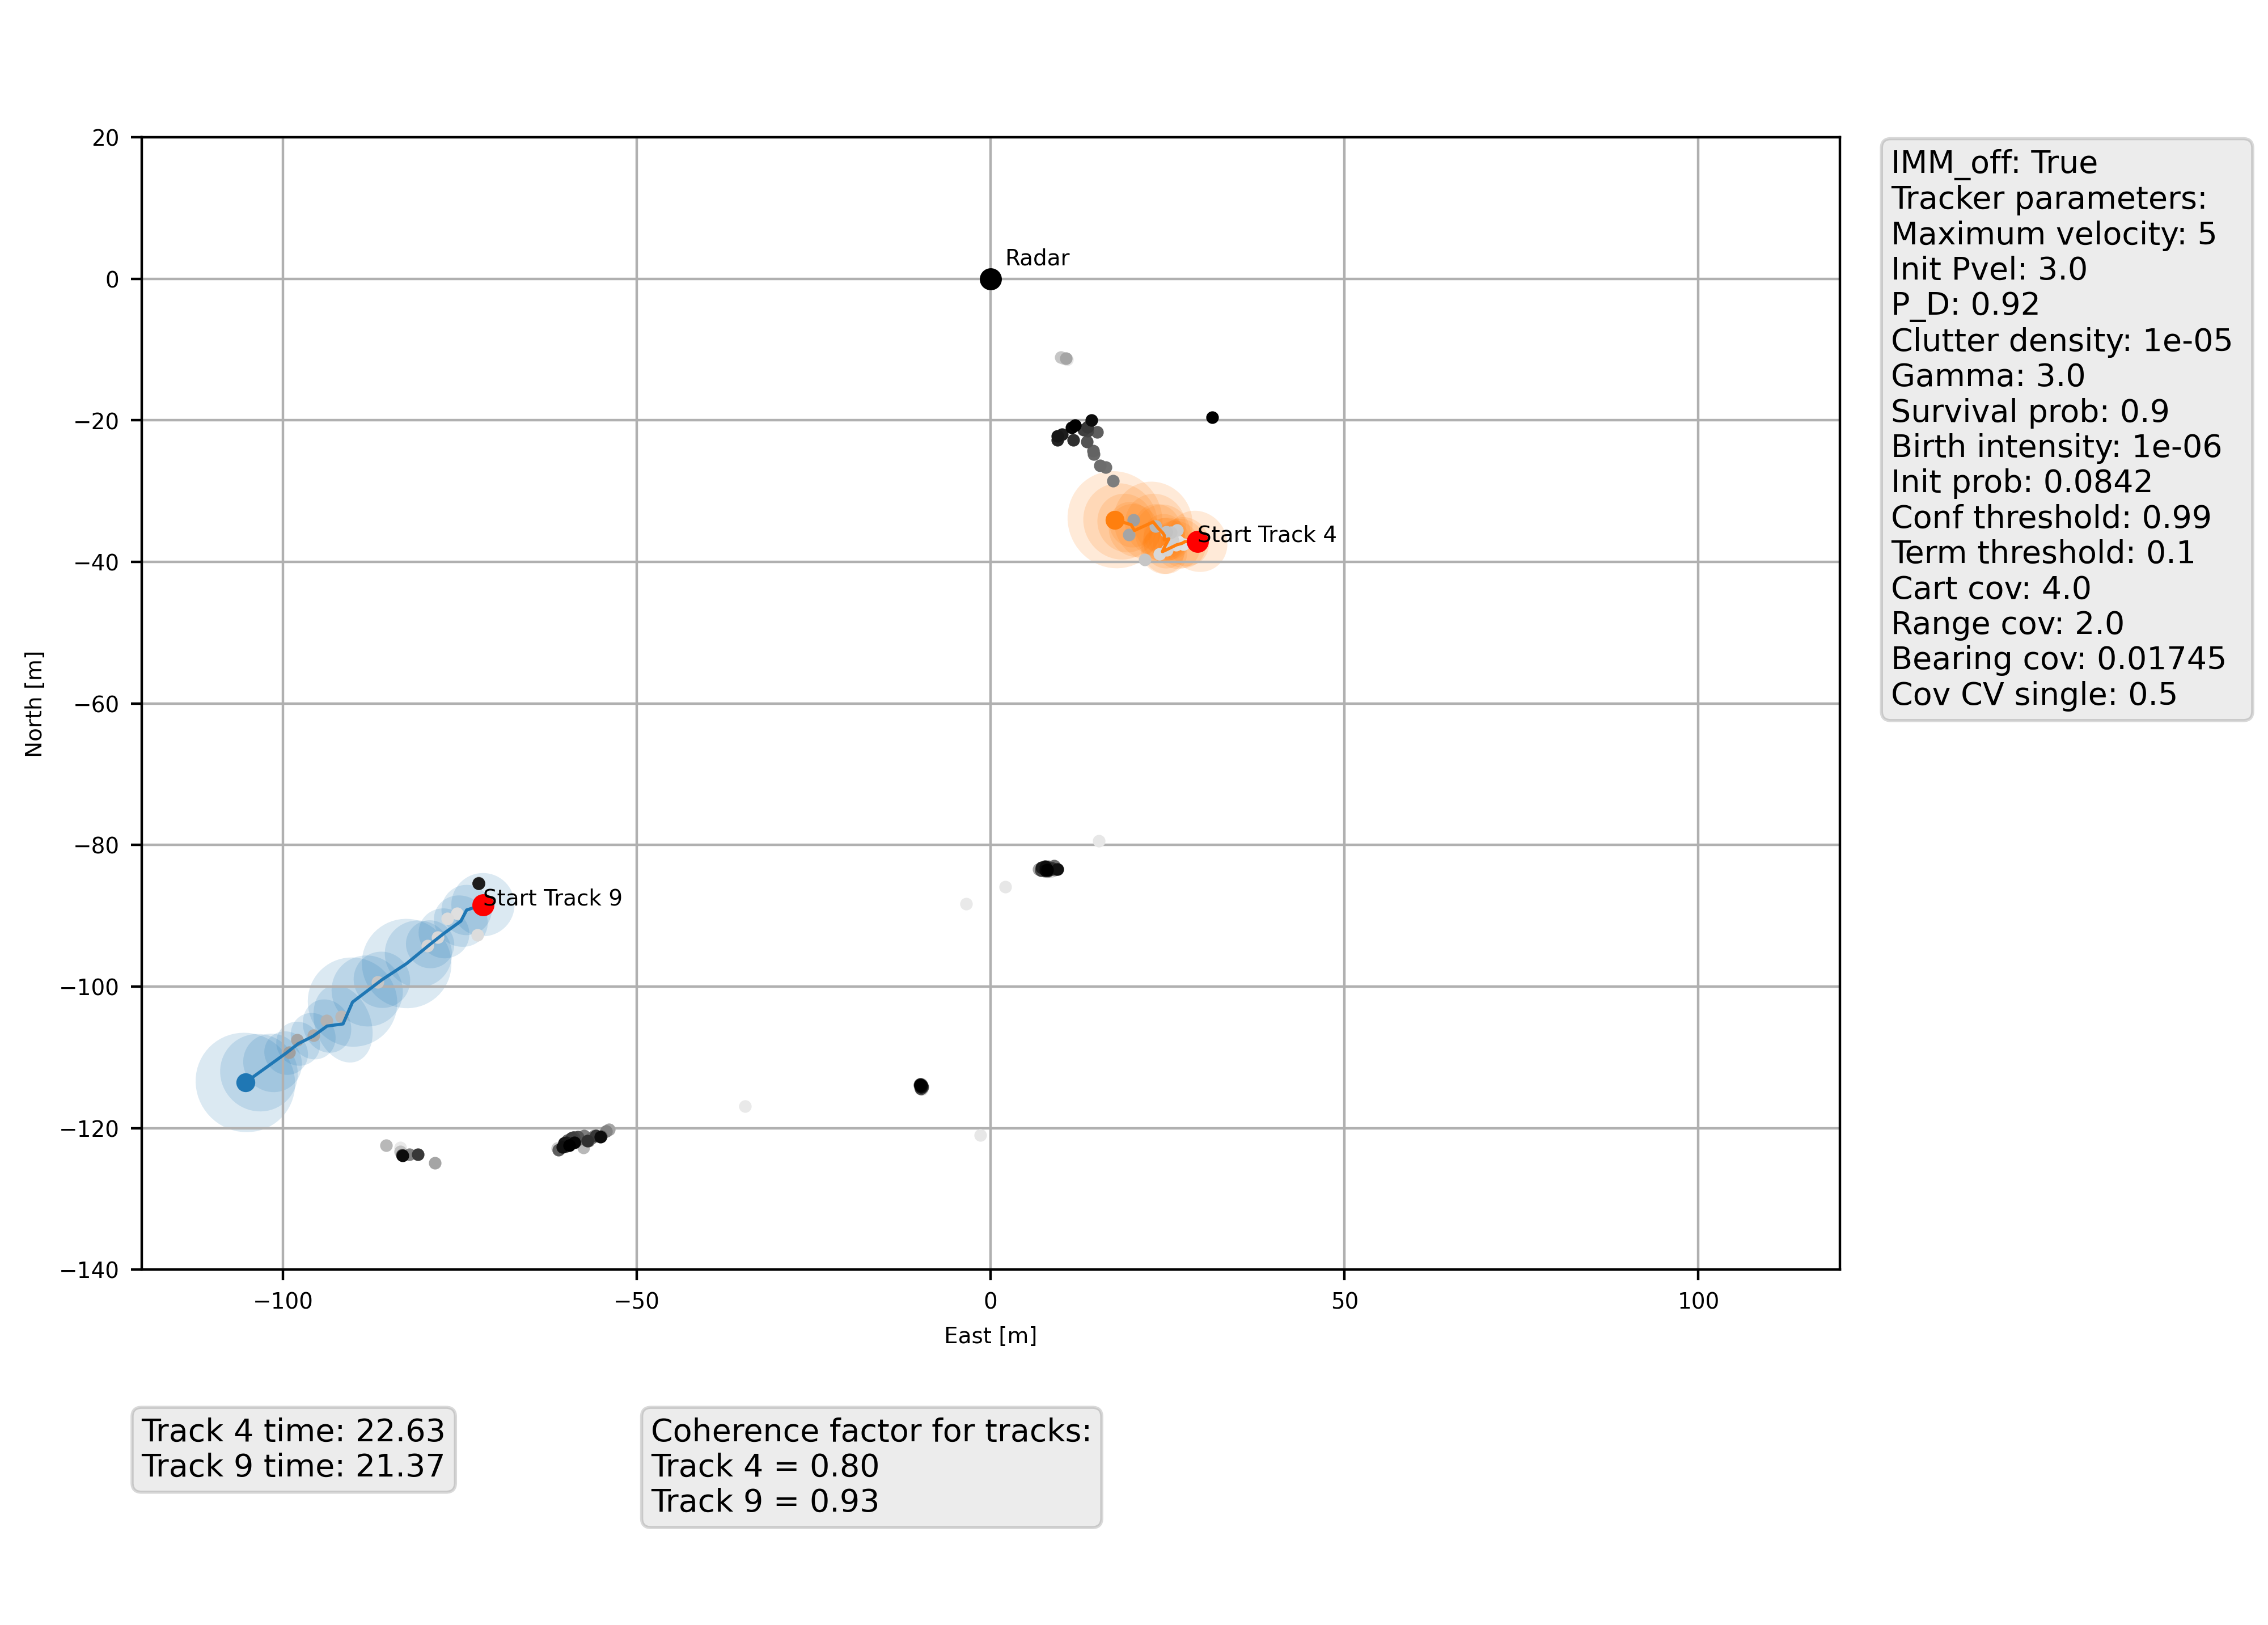 20
0
−20
−40
−60
−80
−100
−120
−140
North [m]
−100
−50
0
50
100
East [m]
Radar
Start Track 4
Start Track 9
IMM_off: True
Tracker parameters:
Maximum velocity: 5
Init Pvel: 3.0
P_D: 0.92
Clutter density: 1e-05
Gamma: 3.0
Survival prob: 0.9
Birth intensity: 1e-06
Init prob: 0.0842
Conf threshold: 0.99
Term threshold: 0.1
Cart cov: 4.0
Range cov: 2.0
Bearing cov: 0.01745
Cov CV single: 0.5
Track 4 time: 22.63
Track 9 time: 21.37
Coherence factor for tracks:
Track 4 = 0.80
Track 9 = 0.93